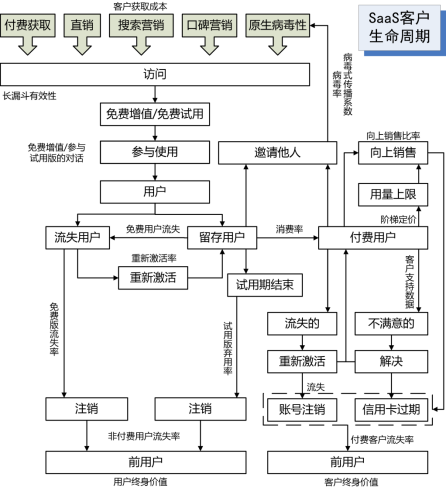 客户获取成本
SaaS客户
生命周期
付费获取
直销
搜索营销
口碑营销
原生病毒性
病毒式传播系数
病毒率
访问
长漏斗有效性
免费增值/免费试用
免费增值/参与
试用版的对话
参与使用
邀请他人
向上销售比率
向上销售
用户
用量上限
阶梯定价
流失用户
免费用户流失
留存用户
消费率
付费用户
重新激活率
重新激活
试用期结束
客户支持数据
免费版流失率
试用版弃用率
流失的
不满意的
重新激活
解决
流失
注销
注销
账号注销
信用卡过期
非付费用户流失率
付费客户流失率
前用户
前用户
用户终身价值
客户终身价值